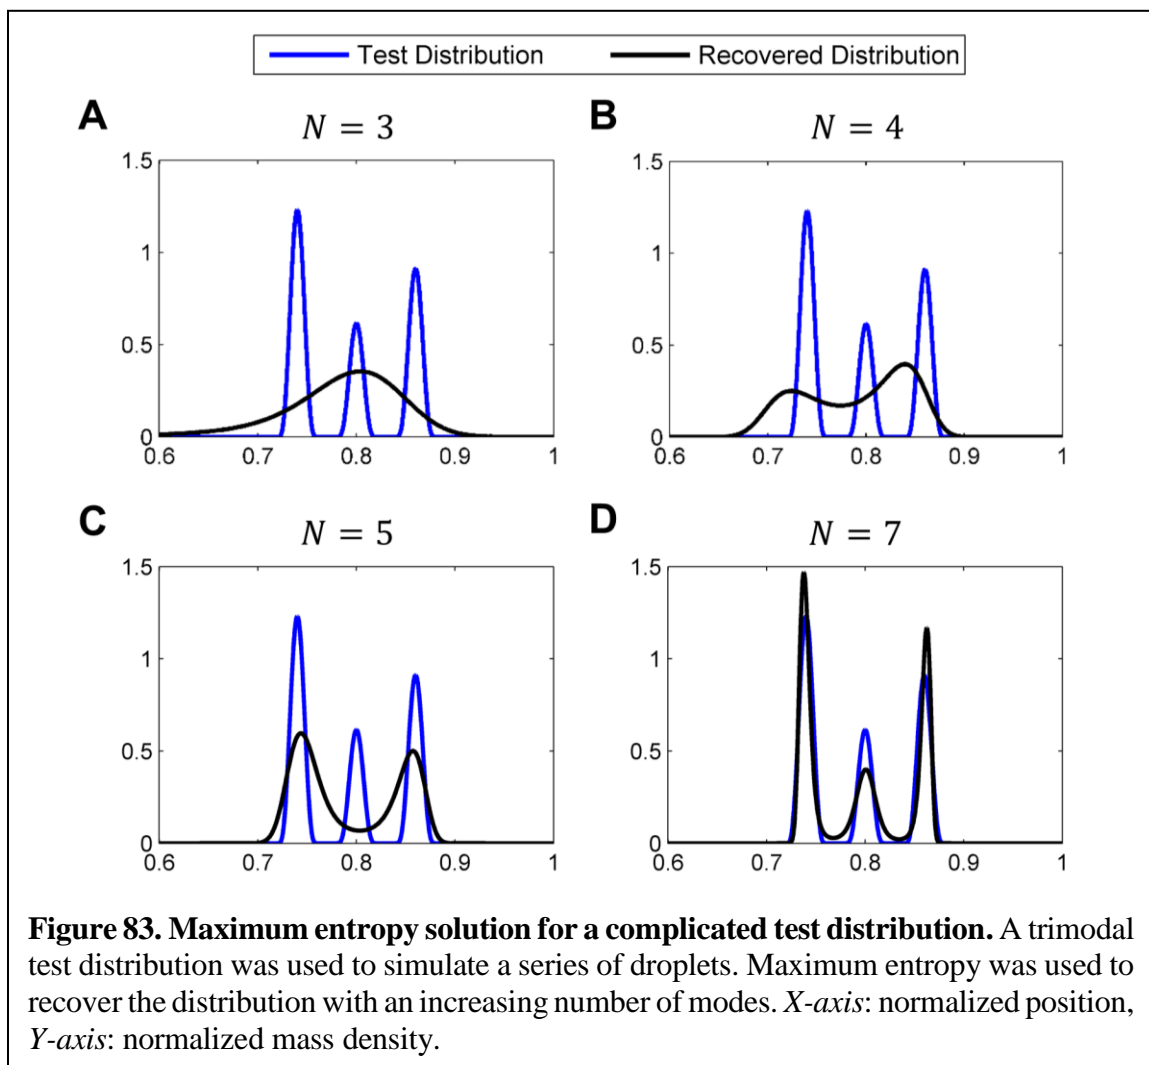 Test Distribution Recovered Distribution
A B
N = 3 N = 4
1.5 1.5
1 1
0.5 0.5
0 0
0.6 0.7 0.8 0.9 1 0.6 0.7 0.8 0.9 1
C D
N = 5 N = 7
1.5 1.5
1 1
0.5 0.5
0 0
0.6 0.7 0.8 0.9 1 0.6 0.7 0.8 0.9 1
Figure 83. Maximum entropy solution for a complicated test distribution. A trimodal
test distribution was used to simulate a series of droplets. Maximum entropy was used to
recover the distribution with an increasing number of modes. X-axis: normalized position,
Y-axis: normalized mass density.